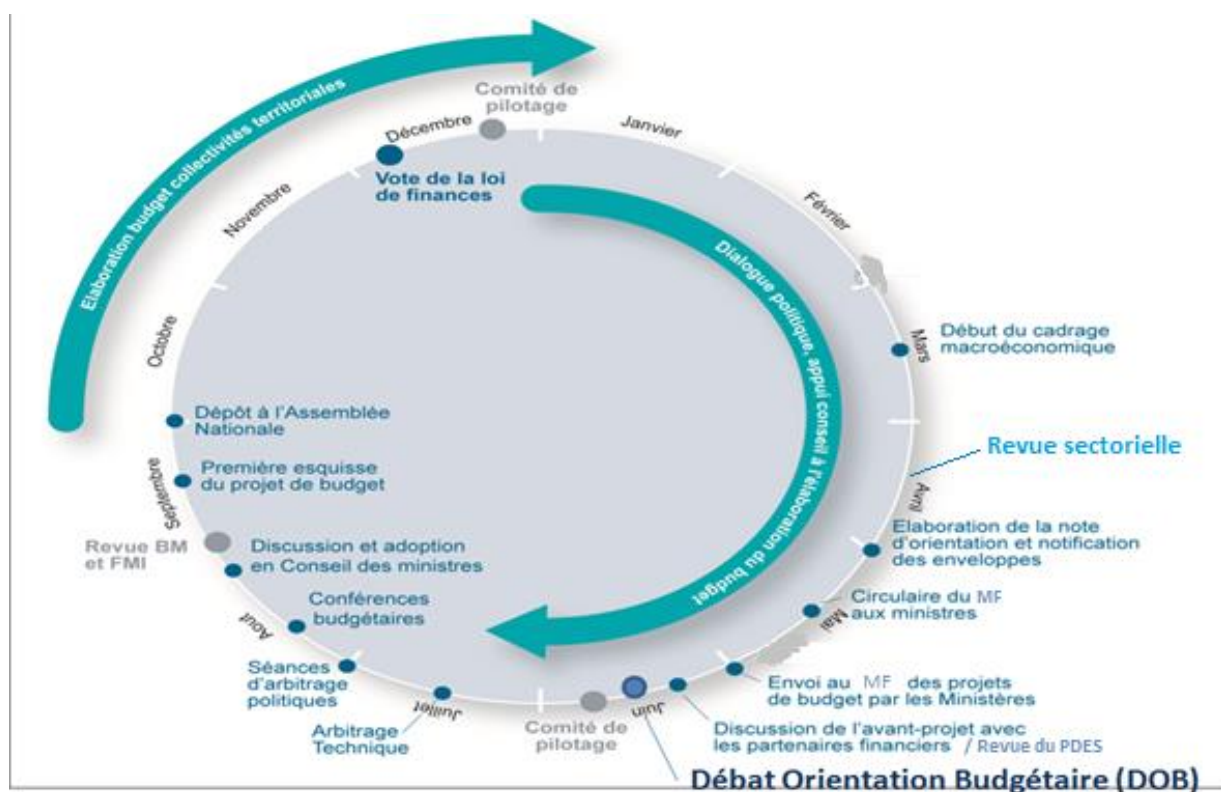 Elaboration budget collectivités territoriales
Comité de
pilotage
Décembre
Vote de la loi
de finances
Janvier
Février
Dialogue politique, appui conseil à l'élaboration du budget
Mars
Début du cadrage
macroéconomique
Revue sectorielle
Avril
Elaboration de la note
d'orientation et notification
des enveloppes
Circulaire du MF
aux ministres
Mai
Envoi au MF des projets
de budget par les Ministères
Discussion de l'avant-projet avec
les partenaires financiers / Revue du PDES
Débat Orientation Budgétaire (DOB)
Juin
Comité de
pilotage
Juillet
Arbitrage
Technique
Séances
d'arbitrage
politiques
Aout
Conférences
budgétaires
Discussion et adoption
en Conseil des ministres
Revue BM
et FMI
Septembre
Première esquisse
du projet de budget
Dépôt à l'Assemblée
Nationale
Octobre
Novembre